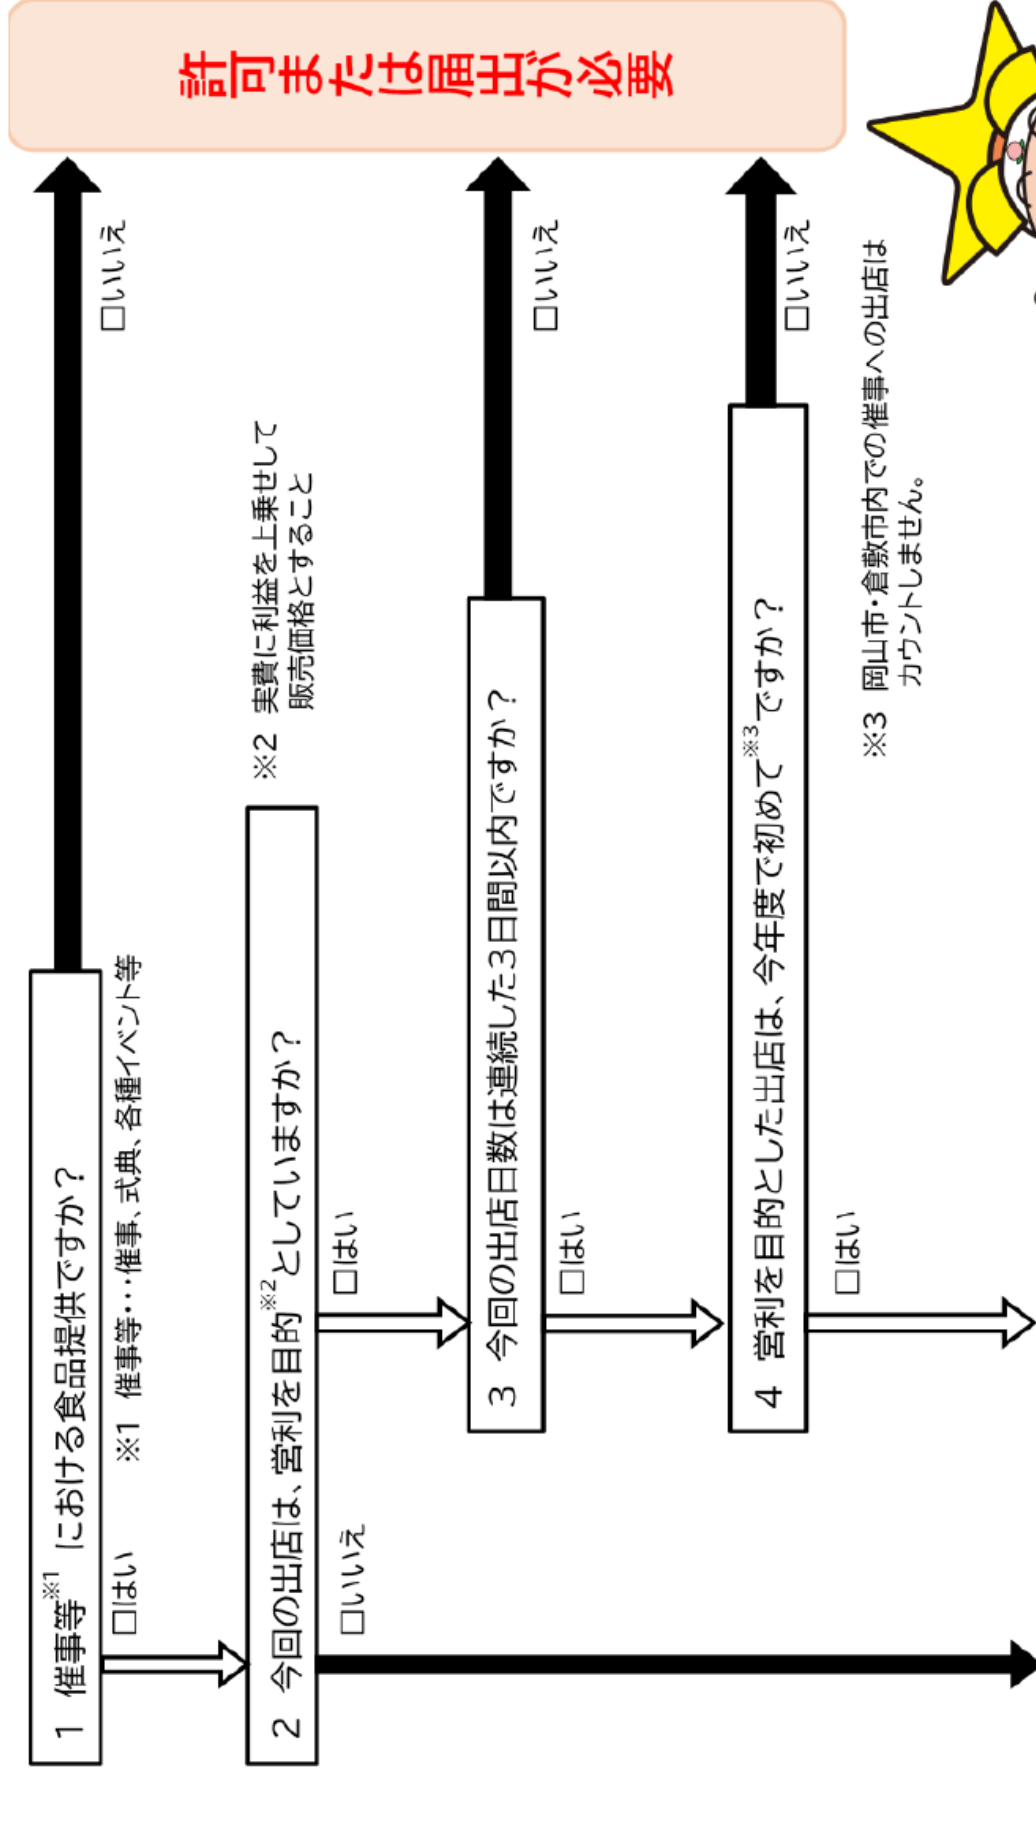 1 催事等※1 における食品提供ですか？
□はい
※1 催事等・・・催事、式典、各種イベント等
□いいえ
許可または届出が必要
2 今回の出店は、営利を目的※2としていますか？
※2 実費に利益を上乗せして
販売価格とすること
□いいえ
□はい
3 今回の出店日数は連続した3日間以内ですか？
□いいえ
□はい
4 営利を目的とした出店は、今年度で初めて※3ですか？
□いいえ
□はい
※3 岡山市・倉敷市内での催事への出店は
カウントしません。